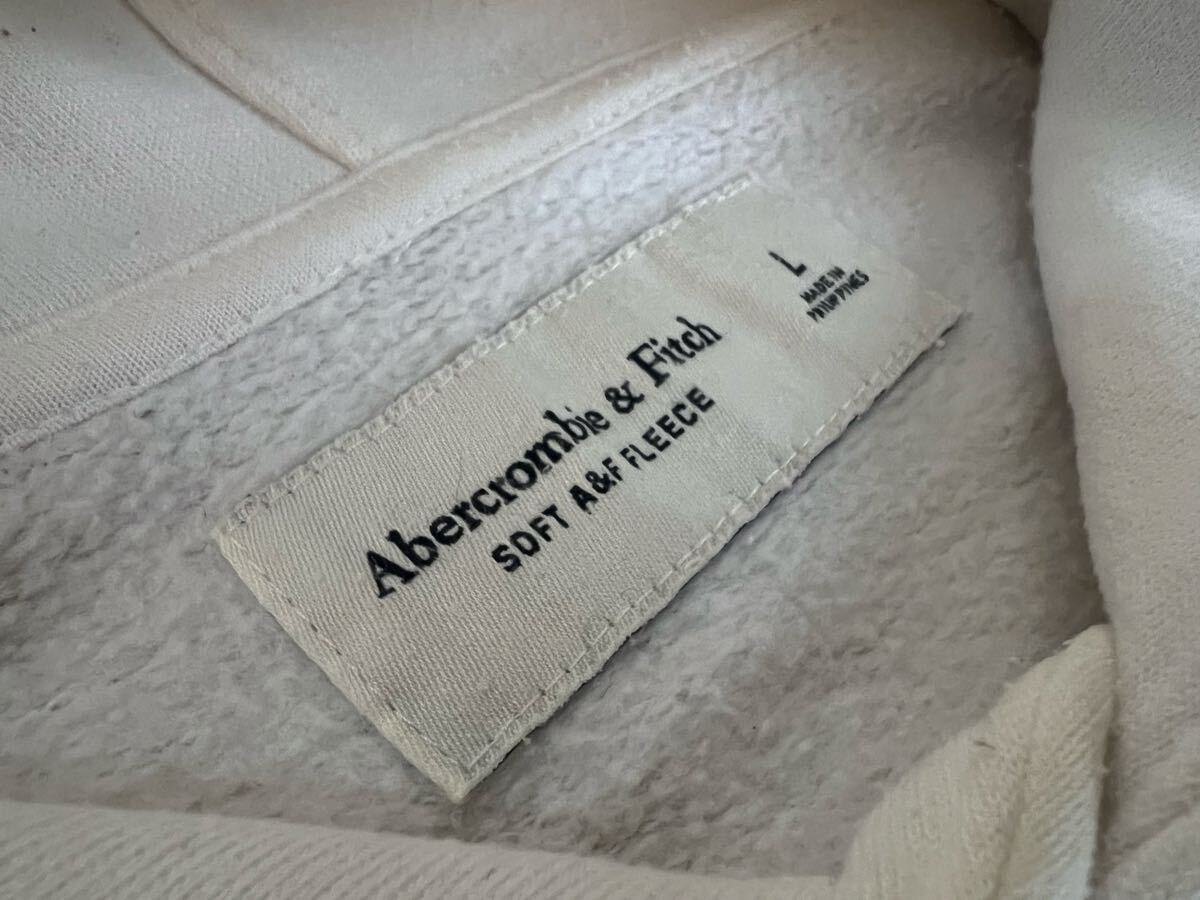 Abercrombie & Fitch
SOFT A&F FLEECE
L
MADE IN
PHILIPPINES